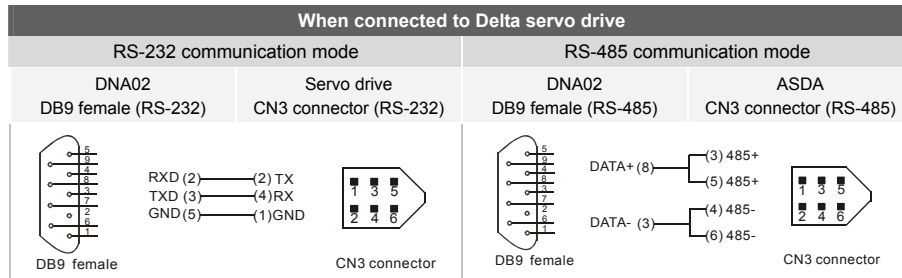 When connected to Delta servo drive
RS-232 communication mode
RS-485 communication mode
DNA02
DB9 female (RS-232)
Servo drive
CN3 connector (RS-232)
DNA02
DB9 female (RS-485)
ASDA
CN3 connector (RS-485)
5
9
4
8
3
7
2
6
1
DB9 female
RXD (2) (2) TX
TXD (3) (4)RX
GND(5) (1)GND
1 3 5
2 4 6
CN3 connector
5
9
4
8
3
7
2
6
1
DB9 female
DATA+(8)
(3) 485+
(5) 485+
DATA- (3)
(4) 485-
(6) 485-
1 3 5
2 4 6
CN3 connector